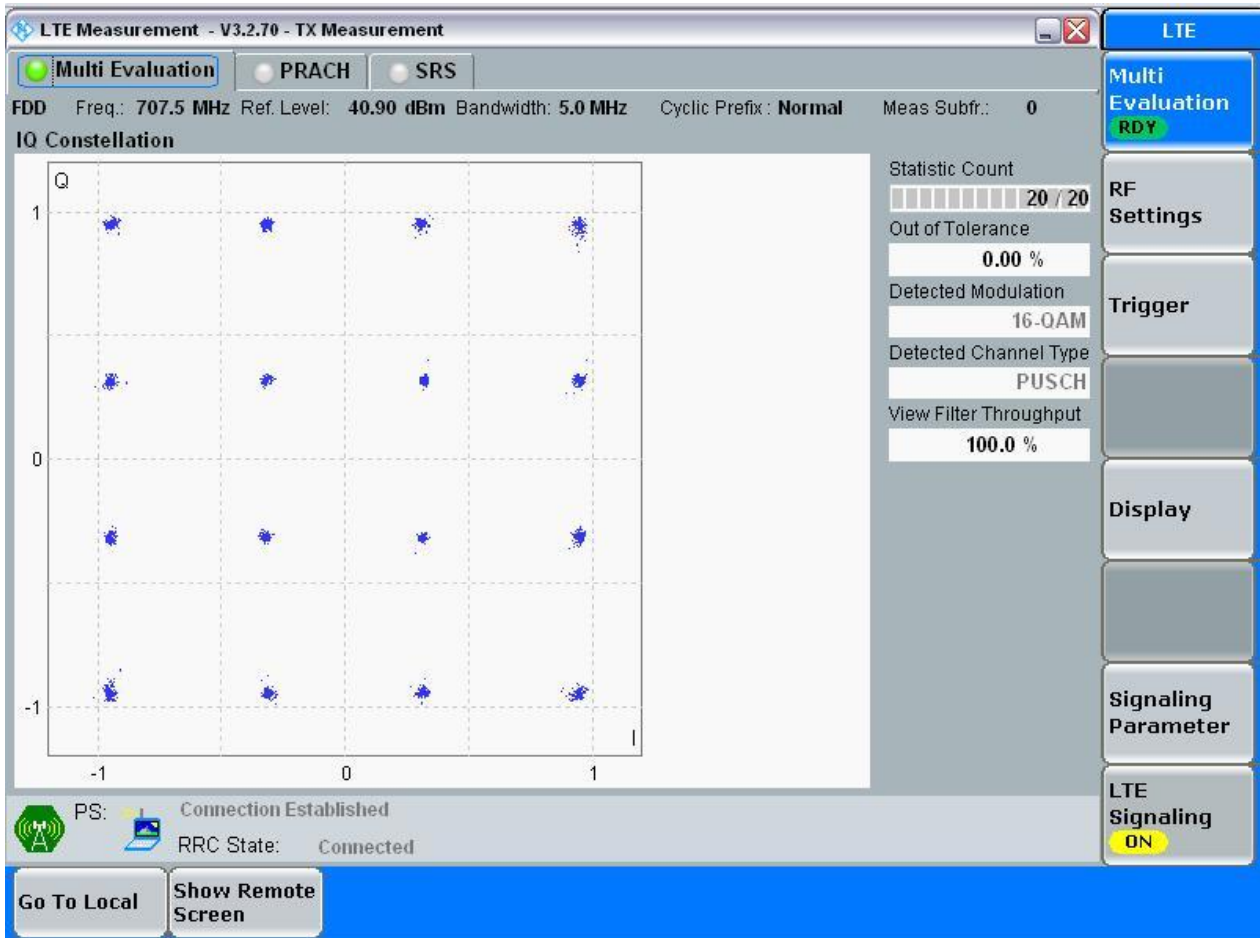 LTE Measurement - V3.2.70 - TX Measurement
LTE
Multi Evaluation PRACH SRS
FDD Freq.: 707.5 MHz Ref. Level: 40.90 dBm Bandwidth: 5.0 MHz Cyclic Prefix : Normal Meas Subfr.: 0
IQ Constellation
Q
1
0
-1
I
-1 0 1
Statistic Count
20 / 20
Out of Tolerance
0.00 %
Detected Modulation
16-QAM
Detected Channel Type
PUSCH
View Filter Throughput
100.0 %
Multi
Evaluation
RDY
RF
Settings
Trigger
Display
Signaling
Parameter
LTE
Signaling
ON
PS: Connection Established
RRC State: Connected
Go To Local
Show Remote
Screen